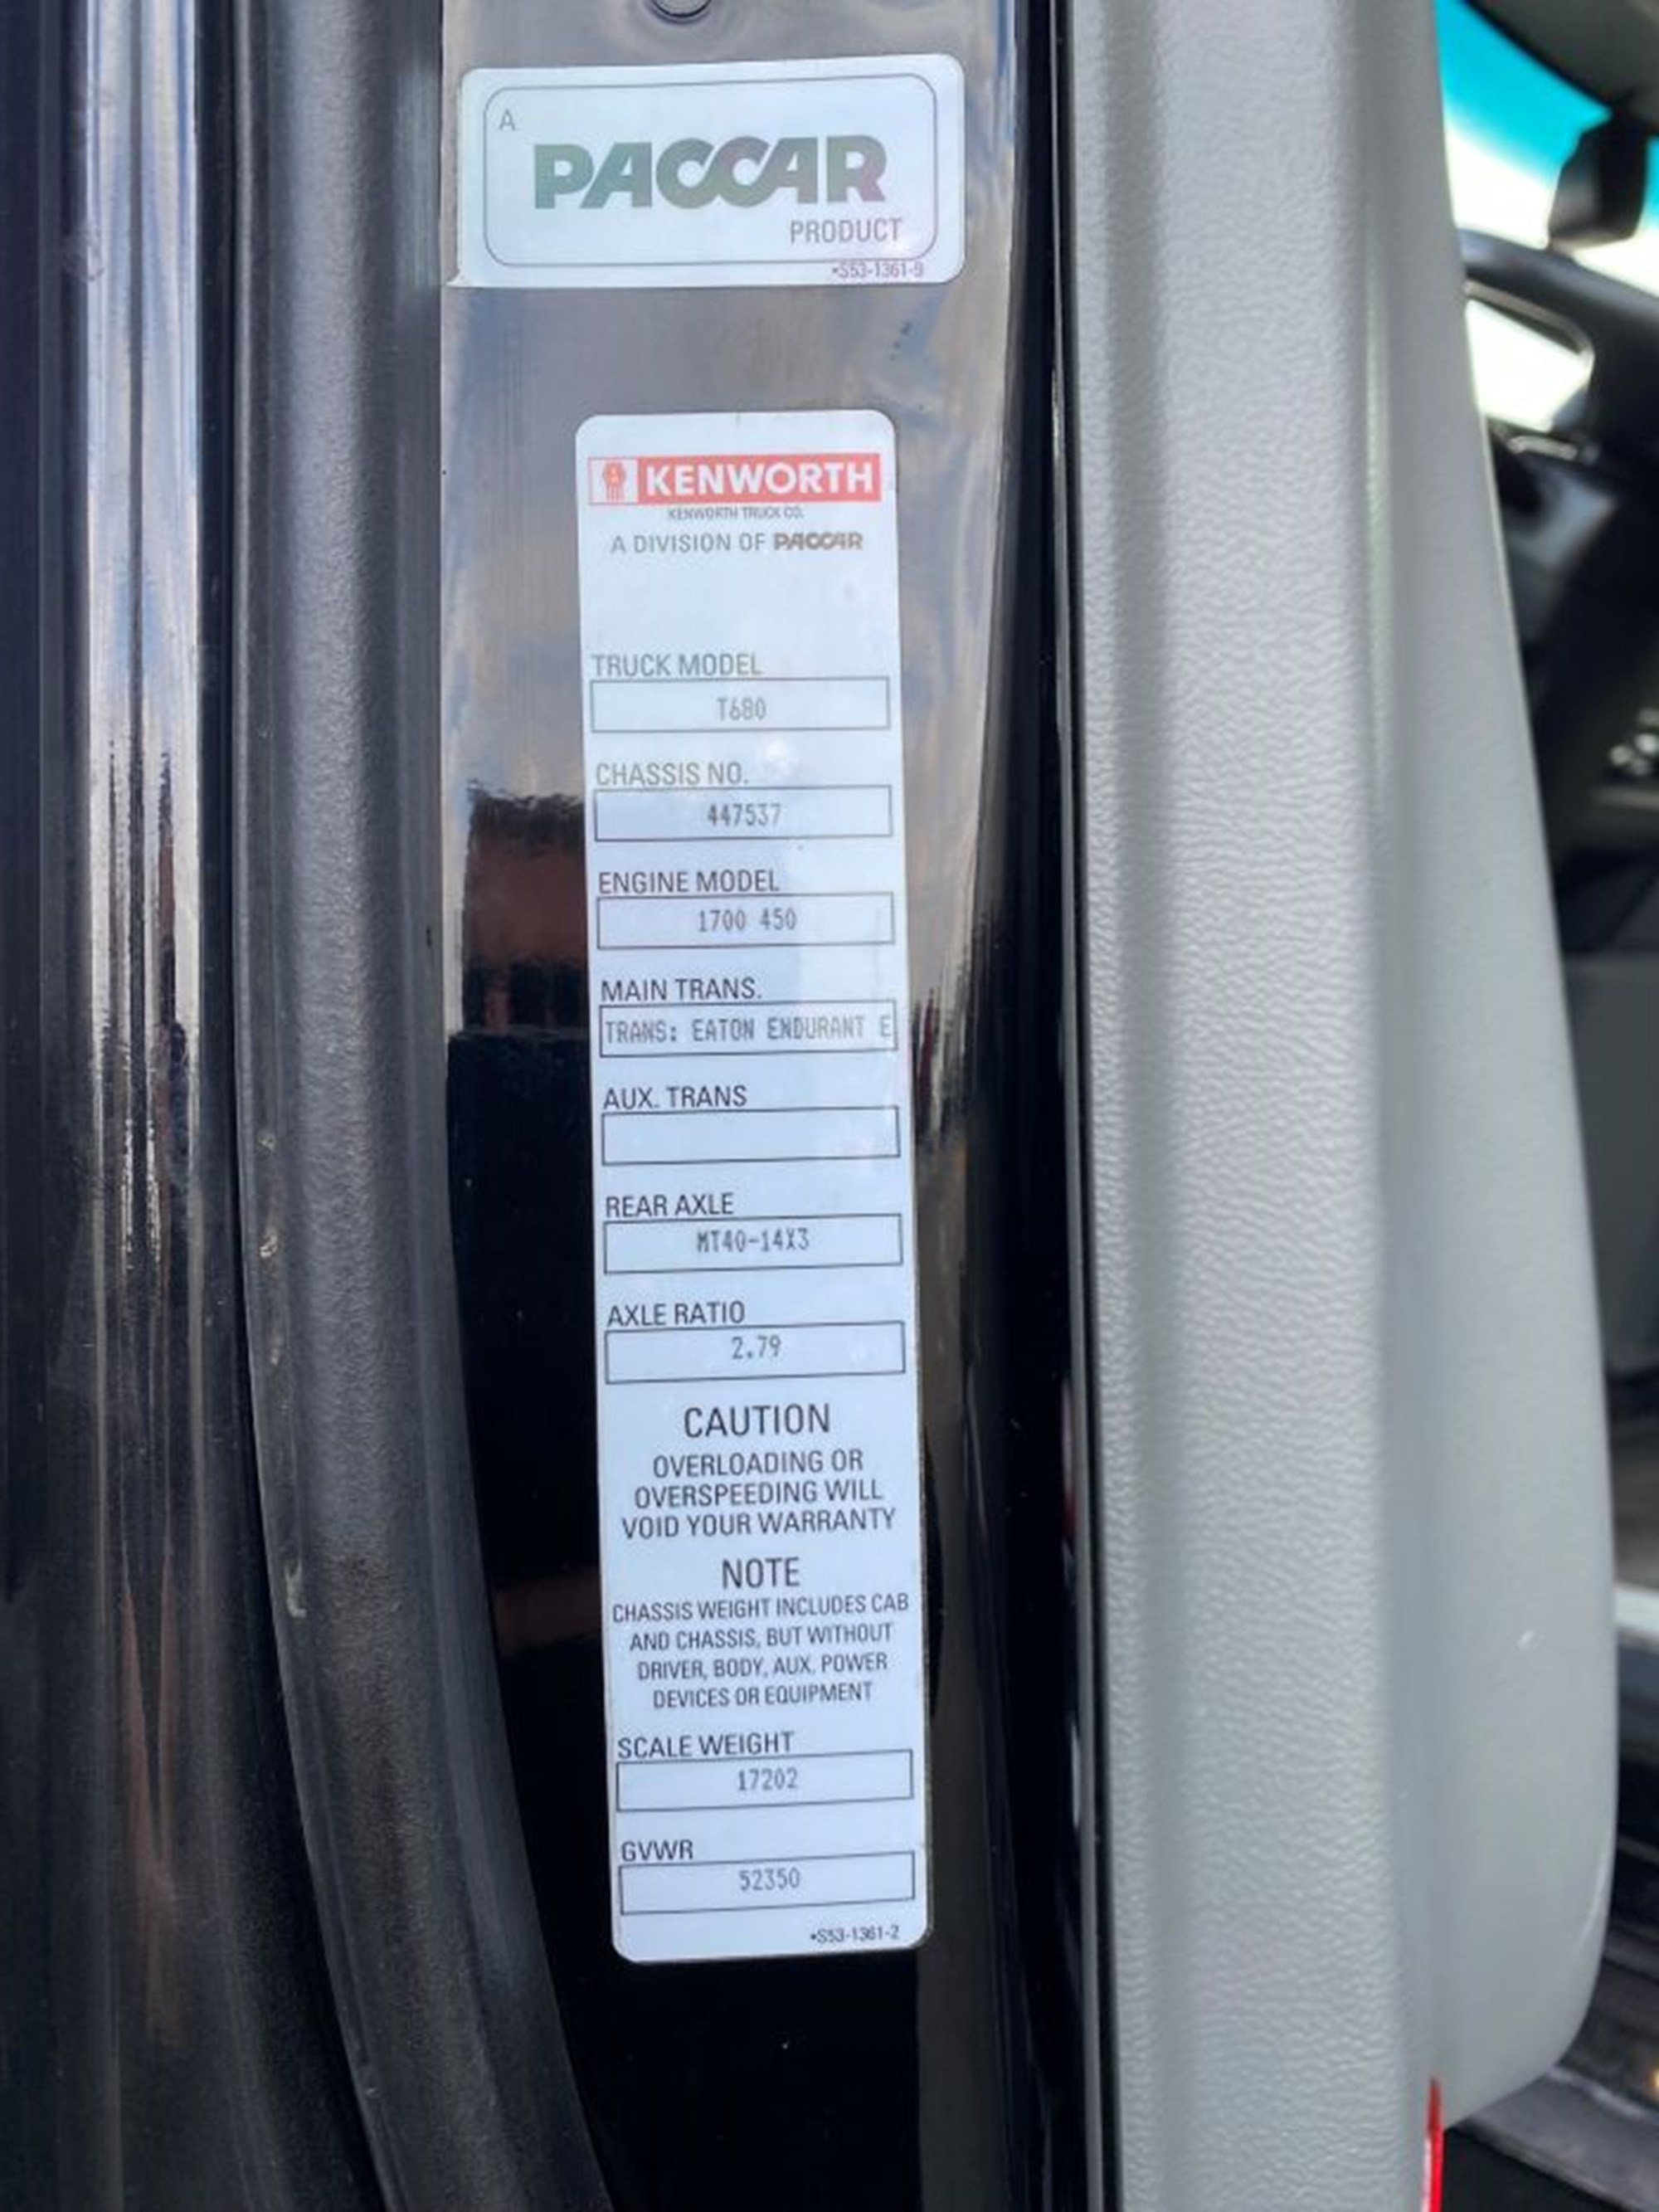 A
PACCAR
PRODUCT
•S53-1361-9
KENWORTH
KENWORTH TRUCK CO.
A DIVISION OF PACCAR
TRUCK MODEL
T680
CHASSIS NO.
447537
ENGINE MODEL
1700 450
MAIN TRANS.
TRANS: EATON ENDURANT E
AUX. TRANS
REAR AXLE
MT40-14X3
AXLE RATIO
2.79
CAUTION
OVERLOADING OR
OVERSPEEDING WILL
VOID YOUR WARRANTY
NOTE
CHASSIS WEIGHT INCLUDES CAB
AND CHASSIS, BUT WITHOUT
DRIVER, BODY, AUX. POWER
DEVICES OR EQUIPMENT
SCALE WEIGHT
17202
GVWR
52350
•S53-1361-2